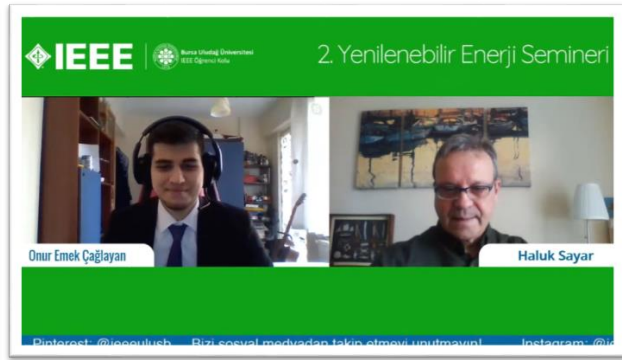 IEEE
Bursa Uludağ Üniversitesi
IEEE Öğrenci Kolu
2. Yenilenebilir Enerji Semineri
Onur Emek Çağlayan
Haluk Sayar
Pinterest: @ieeeulusb Bizi sosyal medyadan takip etmeyi unutmayın! Instagram: